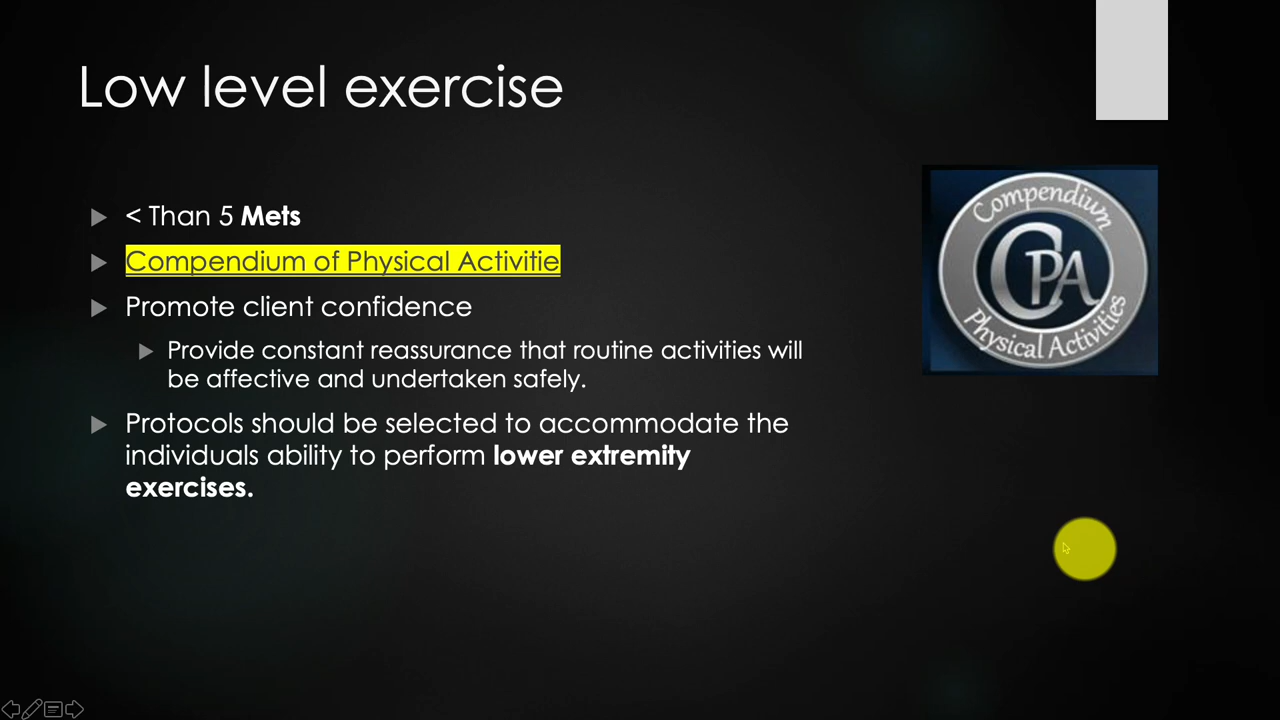 Low level exercise
< Than 5 Mets
Compendium of Physical Activitie
Promote client confidence
Provide constant reassurance that routine activities will
be affective and undertaken safely.
Protocols should be selected to accommodate the
individuals ability to perform lower extremity
exercises.
Compendium
CPA
Physical Activities